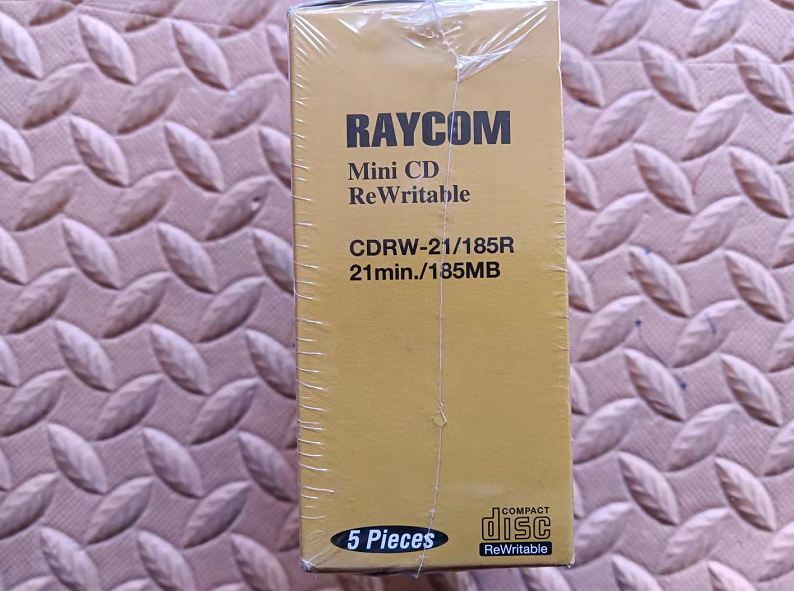 RAYCOM
Mini CD
ReWritable
CDRW-21/185R
21min./185MB
5 Pieces
COMPACT
disc
ReWritable